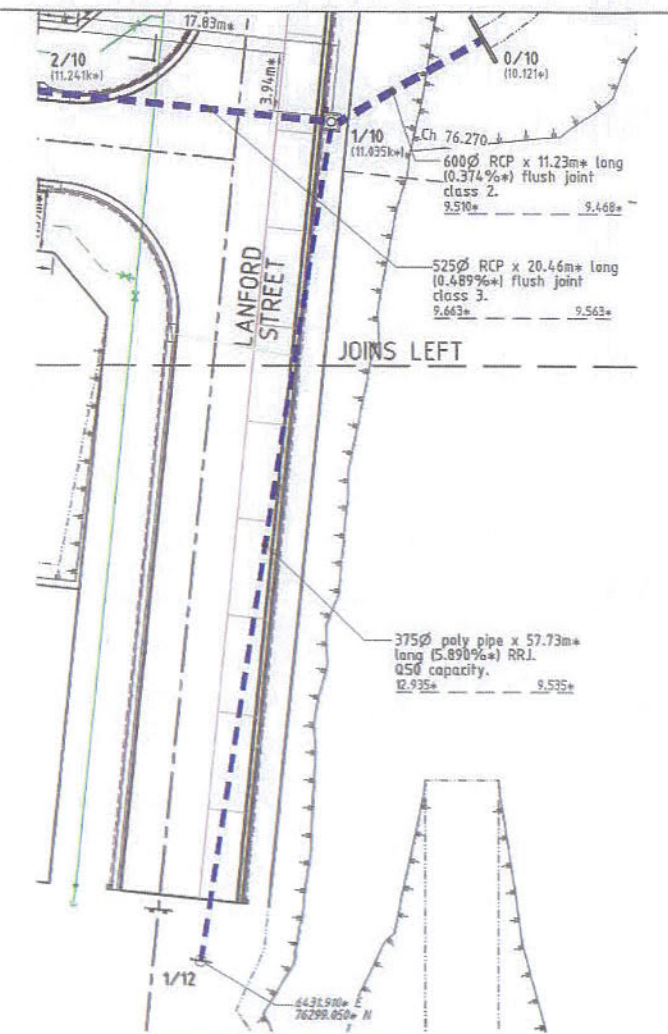 17.83m*
2/10
(11.241k*)
3.94m*
0/10
(10.121*)
1/10
(11.035k*)
Ch 76.270
600Ø RCP x 11.23m* long
(0.374%*) flush joint
class 2.
9.510* 9.468*
525Ø RCP x 20.46m* long
(0.489%*) flush joint
class 3.
9.663* 9.563*
LANFORD
STREET
JOINS LEFT
375Ø poly pipe x 57.73m*
long (5.890%*) RRJ.
Q50 capacity.
12.935* 9.535*
1/12
6431.910* E
76299.050* N